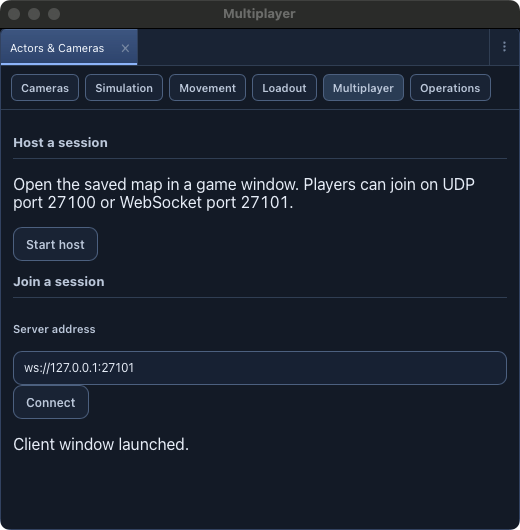 Multiplayer
Actors & Cameras
Cameras Simulation Movement Loadout Multiplayer Operations
Host a session
Open the saved map in a game window. Players can join on UDP
port 27100 or WebSocket port 27101.
Start host
Join a session
Server address
ws://127.0.0.1:27101
Connect
Client window launched.